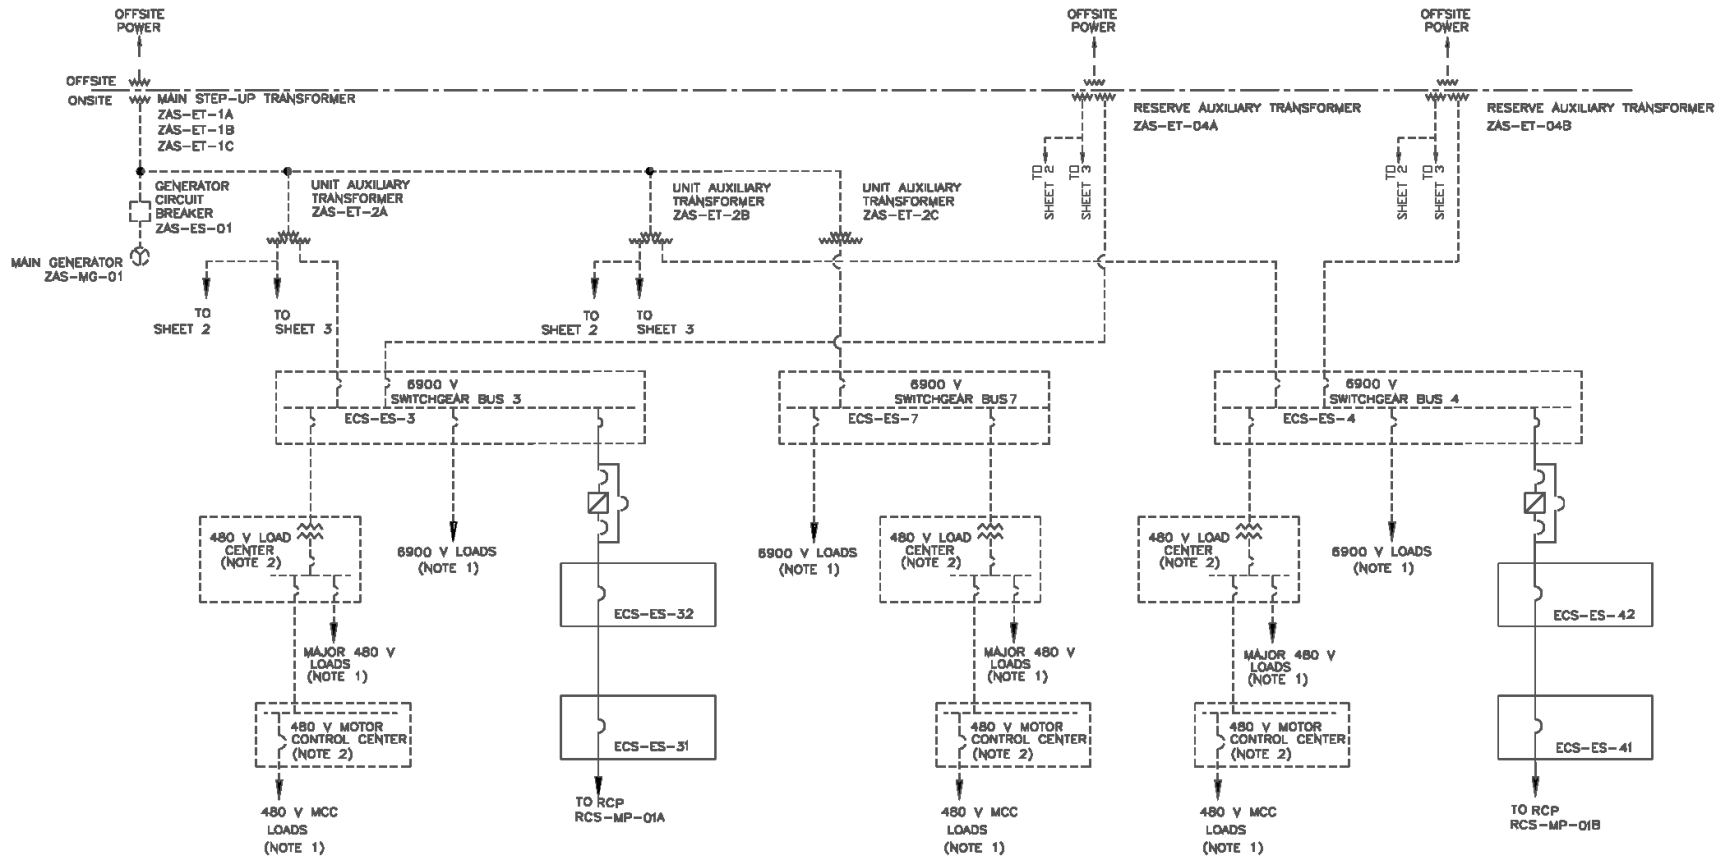 OFFSITE
POWER
OFFSITE
POWER
OFFSITE
POWER
OFFSITE
ONSITE
MAIN STEP-UP TRANSFORMER
ZAS-ET-1A
ZAS-ET-1B
ZAS-ET-1C
RESERVE AUXILIARY TRANSFORMER
ZAS-ET-04A
RESERVE AUXILIARY TRANSFORMER
ZAS-ET-04B
TO
SHEET 2
TO
SHEET 3
TO
SHEET 2
TO
SHEET 3
GENERATOR
CIRCUIT
BREAKER
ZAS-ES-01
UNIT AUXILIARY
TRANSFORMER
ZAS-ET-2A
UNIT AUXILIARY
TRANSFORMER
ZAS-ET-2B
UNIT AUXILIARY
TRANSFORMER
ZAS-ET-2C
MAIN GENERATOR
ZAS-MG-01
TO
SHEET 2
TO
SHEET 3
TO
SHEET 2
TO
SHEET 3
6900 V
SWITCHGEAR BUS 3
ECS-ES-3
6900 V
SWITCHGEAR BUS 7
ECS-ES-7
6900 V
SWITCHGEAR BUS 4
ECS-ES-4
480 V LOAD
CENTER
(NOTE 2)
6900 V LOADS
(NOTE 1)
6900 V LOADS
(NOTE 1)
480 V LOAD
CENTER
(NOTE 2)
480 V LOAD
CENTER
(NOTE 2)
6900 V LOADS
(NOTE 1)
ECS-ES-32
ECS-ES-42
MAJOR 480 V
LOADS
(NOTE 1)
MAJOR 480 V
LOADS
(NOTE 1)
MAJOR 480 V
LOADS
(NOTE 1)
480 V MOTOR
CONTROL CENTER
(NOTE 2)
ECS-ES-31
480 V MOTOR
CONTROL CENTER
(NOTE 2)
480 V MOTOR
CONTROL CENTER
(NOTE 2)
ECS-ES-41
480 V MCC
LOADS
(NOTE 1)
TO RCP
RCS-MP-01A
480 V MCC
LOADS
(NOTE 1)
480 V MCC
LOADS
(NOTE 1)
TO RCP
RCS-MP-01B